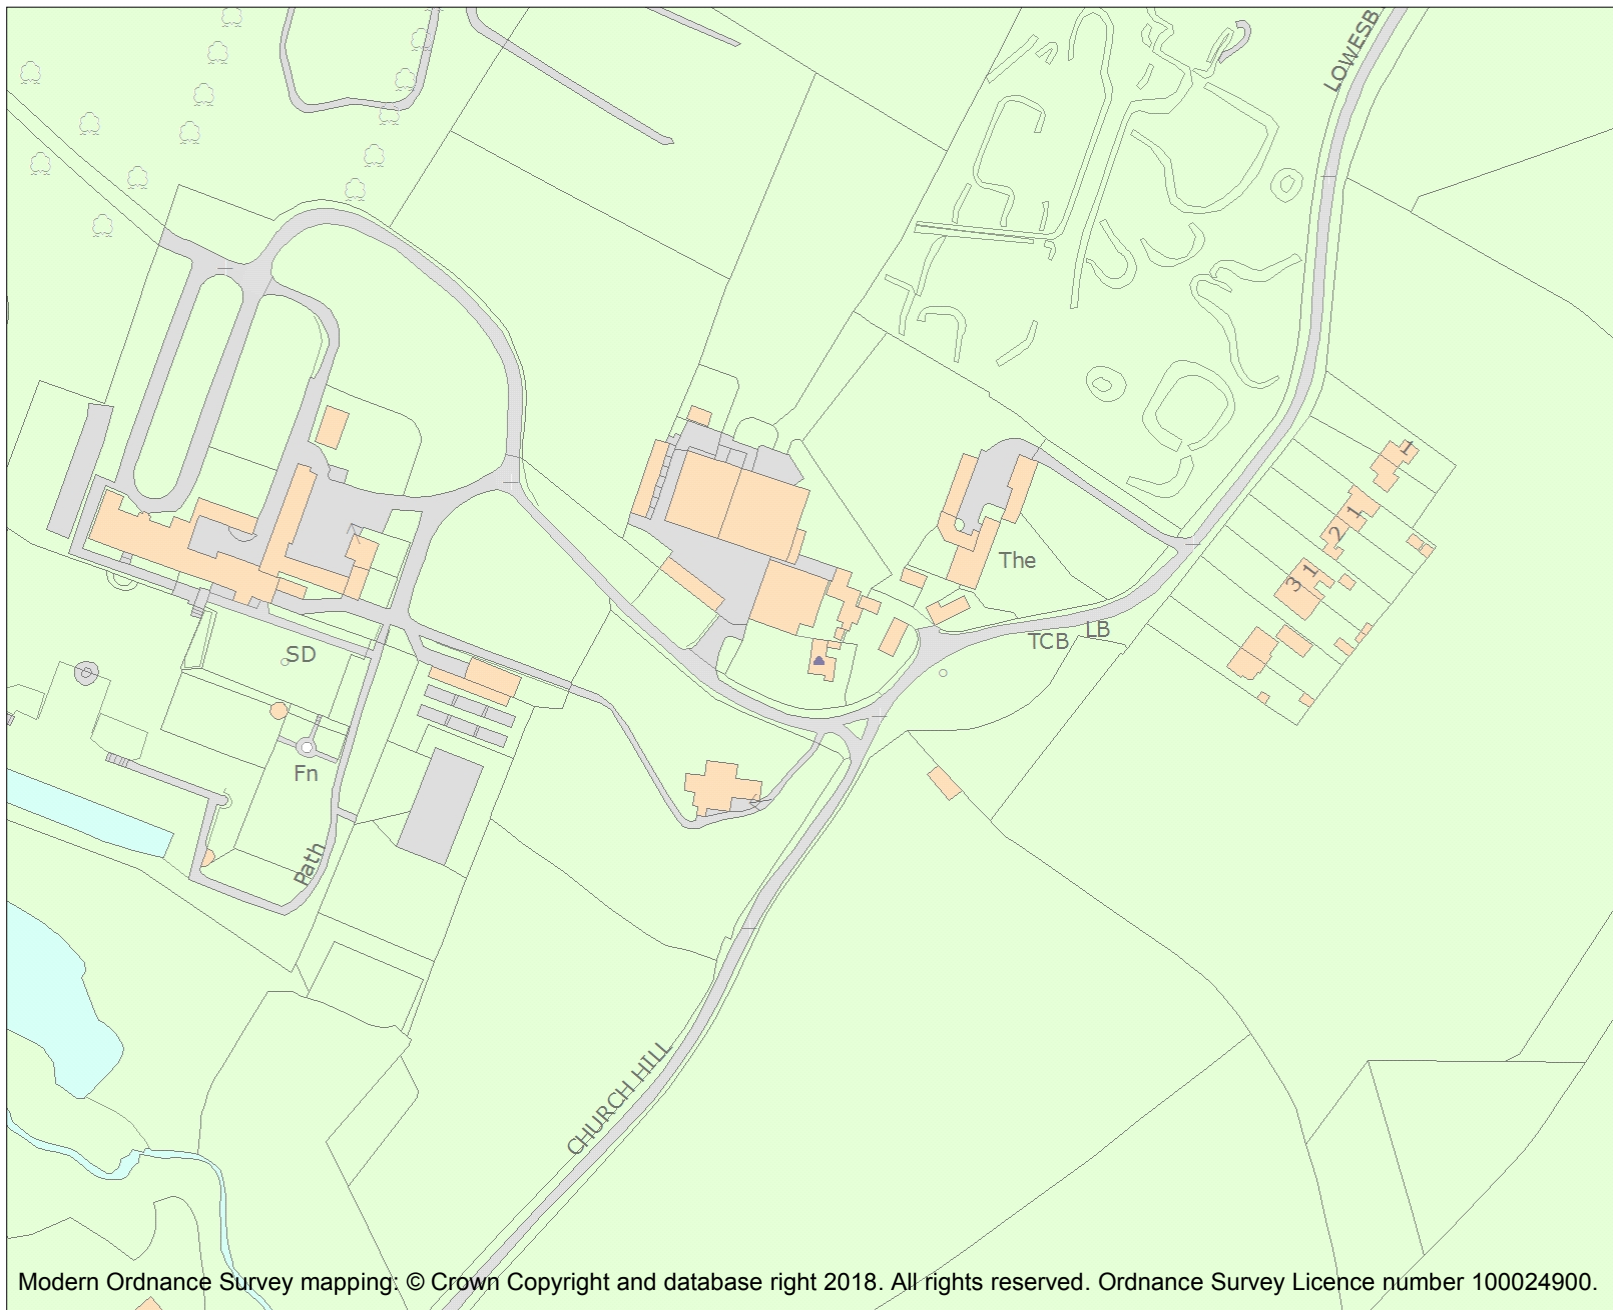 LOWESB
1
1
2
1
3
The
LB
TCB
SD
Fn
Path
CHURCH HILL
Modern Ordnance Survey mapping: © Crown Copyright and database right 2018. All rights reserved. Ordnance Survey Licence number 100024900.